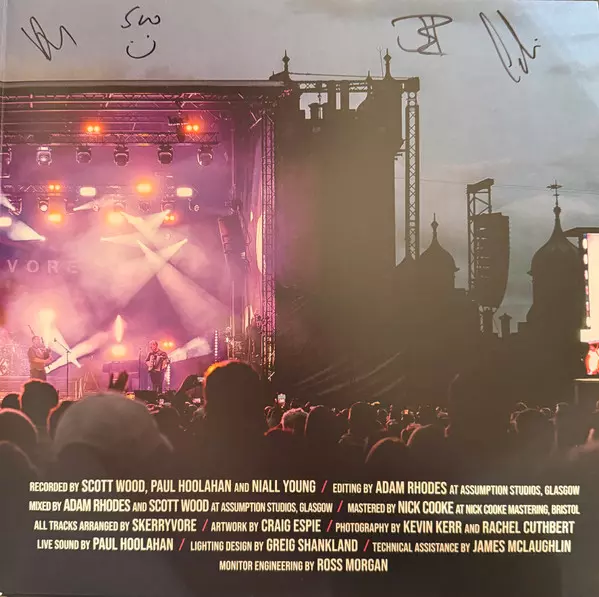 SW
VORE
RECORDED BY SCOTT WOOD, PAUL HOOLAHAN AND NIALL YOUNG / EDITING BY ADAM RHODES AT ASSUMPTION STUDIOS, GLASGOW
MIXED BY ADAM RHODES AND SCOTT WOOD AT ASSUMPTION STUDIOS, GLASGOW / MASTERED BY NICK COOKE AT NICK COOKE MASTERING, BRISTOL
ALL TRACKS ARRANGED BY SKERRYVORE / ARTWORK BY CRAIG ESPIE / PHOTOGRAPHY BY KEVIN KERR AND RACHEL CUTHBERT
LIVE SOUND BY PAUL HOOLAHAN / LIGHTING DESIGN BY GREIG SHANKLAND / TECHNICAL ASSISTANCE BY JAMES MCLAUGHLIN
MONITOR ENGINEERING BY ROSS MORGAN